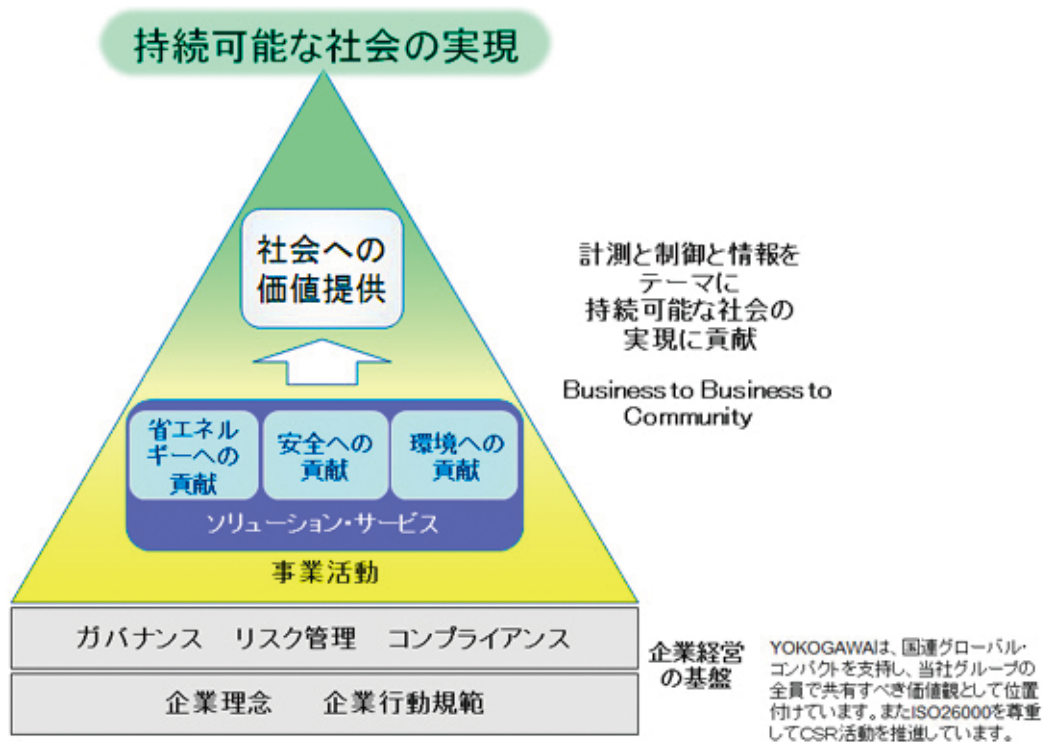 持続可能な社会の実現
社会への
価値提供
計測と制御と情報を
テーマに
持続可能な社会の
実現に貢献
Business to Business to
Community
省エネル
ギーへの
貢献
安全への
貢献
環境への
貢献
ソリューション・サービス
事業活動
ガバナンス リスク管理 コンプライアンス
企業理念 企業行動規範
企業経営
の基盤
YOKOGAWAは、国連グローバル・
コンパクトを支持し、当社グループの
全員で共有すべき価値観として位置
付けています。またISO26000を尊重
してCSR活動を推進しています。